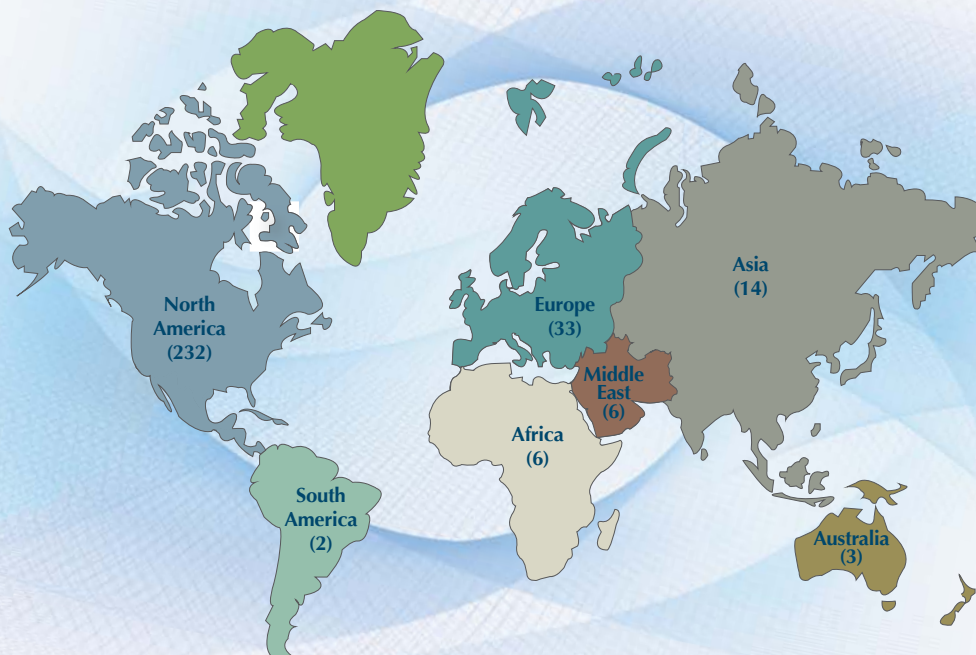 North
America
(232)
South
America
(2)
Europe
(33)
Africa
(6)
Middle
East
(6)
Asia
(14)
Australia
(3)